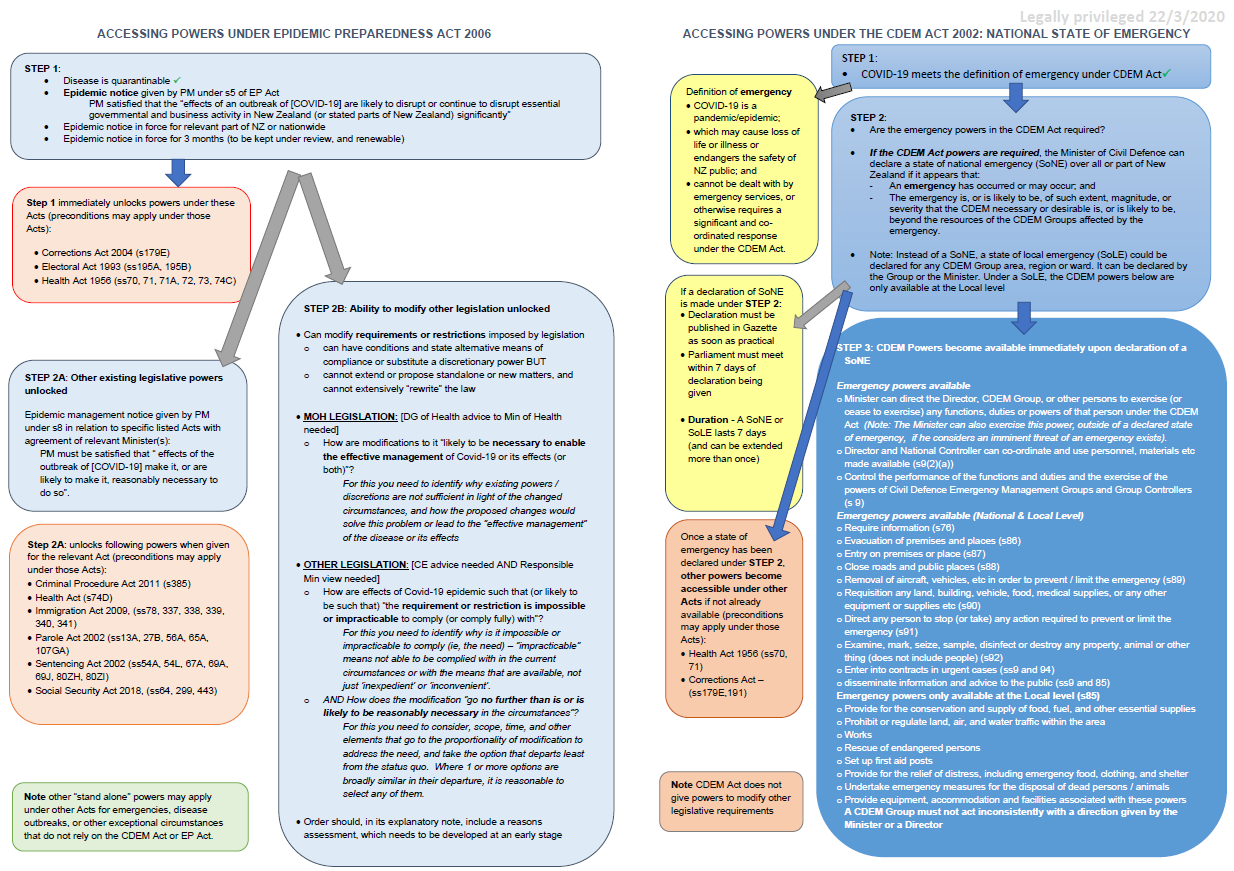 Legally privileged 22/3/2020
ACCESSING POWERS UNDER EPIDEMIC PREPAREDNESS ACT 2006
STEP 1:
• Disease is quarantinable ✓
• Epidemic notice given by PM under s5 of EP Act
PM satisfied that the “effects of an outbreak of [COVID-19] are likely to disrupt or continue to disrupt essential
governmental and business activity in New Zealand (or stated parts of New Zealand) significantly”
• Epidemic notice in force for relevant part of NZ or nationwide
• Epidemic notice in force for 3 months (to be kept under review, and renewable)
Step 1 immediately unlocks powers under these
Acts (preconditions may apply under those
Acts):
• Corrections Act 2004 (s179E)
• Electoral Act 1993 (ss195A, 195B)
• Health Act 1956 (ss70, 71, 71A, 72, 73, 74C)
STEP 2A: Other existing legislative powers
unlocked
Epidemic management notice given by PM
under s8 in relation to specific listed Acts with
agreement of relevant Minister(s):
PM must be satisfied that “ effects of the
outbreak of [COVID-19] make it, or are
likely to make it, reasonably necessary to
do so”.
Step 2A: unlocks following powers when given
for the relevant Act (preconditions may apply
under those Acts):
• Criminal Procedure Act 2011 (s385)
• Health Act (s74D)
• Immigration Act 2009, (ss78, 337, 338, 339,
340, 341)
• Parole Act 2002 (ss13A, 27B, 56A, 65A,
107GA)
• Sentencing Act 2002 (ss54A, 54L, 67A, 69A,
69J, 80ZH, 80ZI)
• Social Security Act 2018, (ss64, 299, 443)
Note other “stand alone” powers may apply
under other Acts for emergencies, disease
outbreaks, or other exceptional circumstances
that do not rely on the CDEM Act or EP Act.
STEP 2B: Ability to modify other legislation unlocked
• Can modify requirements or restrictions imposed by legislation
o can have conditions and state alternative means of
compliance or substitute a discretionary power BUT
o cannot extend or propose standalone or new matters, and
cannot extensively “rewrite” the law
• MOH LEGISLATION: [DG of Health advice to Min of Health
needed]
o How are modifications to it “likely to be necessary to enable
the effective management of Covid-19 or its effects (or
both)”?
For this you need to identify why existing powers /
discretions are not sufficient in light of the changed
circumstances, and how the proposed changes would
solve this problem or lead to the “effective management”
of the disease or its effects
• OTHER LEGISLATION: [CE advice needed AND Responsible
Min view needed]
o How are effects of Covid-19 epidemic such that (or likely to
be such that) “the requirement or restriction is impossible
or impracticable to comply (or comply fully) with”?
For this you need to identify why is it impossible or
impracticable to comply (ie, the need) – “impracticable”
means not able to be complied with in the current
circumstances or with the means that are available, not
just ‘inexpedient’ or ‘inconvenient’.
o AND How does the modification “go no further than is or is
likely to be reasonably necessary in the circumstances”?
For this you need to consider, scope, time, and other
elements that go to the proportionality of modification to
address the need, and take the option that departs least
from the status quo. Where 1 or more options are
broadly similar in their departure, it is reasonable to
select any of them.
• Order should, in its explanatory note, include a reasons
assessment, which needs to be developed at an early stage
ACCESSING POWERS UNDER THE CDEM ACT 2002: NATIONAL STATE OF EMERGENCY
STEP 1:
• COVID-19 meets the definition of emergency under CDEM Act✓
Definition of emergency
• COVID-19 is a
pandemic/epidemic;
• which may cause loss of
life or illness or
endangers the safety of
NZ public; and
• cannot be dealt with by
emergency services, or
otherwise requires a
significant and co-
ordinated response
under the CDEM Act.
STEP 2:
• Are the emergency powers in the CDEM Act required?
• If the CDEM Act powers are required, the Minister of Civil Defence can
declare a state of national emergency (SoNE) over all or part of New
Zealand if it appears that:
- An emergency has occurred or may occur; and
- The emergency is, or is likely to be, of such extent, magnitude, or
severity that the CDEM necessary or desirable is, or is likely to be,
beyond the resources of the CDEM Groups affected by the
emergency.
• Note: Instead of a SoNE, a state of local emergency (SoLE) could be
declared for any CDEM Group area, region or ward. It can be declared by
the Group or the Minister. Under a SoLE, the CDEM powers below are
only available at the Local level
If a declaration of SoNE
is made under STEP 2:
• Declaration must be
published in Gazette
as soon as practical
• Parliament must meet
within 7 days of
declaration being
given
• Duration - A SoNE or
SoLE lasts 7 days
(and can be extended
more than once)
Once a state of
emergency has been
declared under STEP 2,
other powers become
accessible under other
Acts if not already
available (preconditions
may apply under those
Acts):
• Health Act 1956 (ss70,
71)
• Corrections Act –
(ss179E,191)
Note CDEM Act does not
give powers to modify other
legislative requirements
STEP 3: CDEM Powers become available immediately upon declaration of a
SoNE
Emergency powers available
o Minister can direct the Director, CDEM Group, or other persons to exercise (or
cease to exercise) any functions, duties or powers of that person under the CDEM
Act (Note: The Minister can also exercise this power, outside of a declared state
of emergency, if he considers an imminent threat of an emergency exists).
o Director and National Controller can co-ordinate and use personnel, materials etc
made available (s9(2)(a))
o Control the performance of the functions and duties and the exercise of the
powers of Civil Defence Emergency Management Groups and Group Controllers
(s 9)
Emergency powers available (National & Local Level)
o Require information (s76)
o Evacuation of premises and places (s86)
o Entry on premises or place (s87)
o Close roads and public places (s88)
o Removal of aircraft, vehicles, etc in order to prevent / limit the emergency (s89)
o Requisition any land, building, vehicle, food, medical supplies, or any other
equipment or supplies etc (s90)
o Direct any person to stop (or take) any action required to prevent or limit the
emergency (s91)
o Examine, mark, seize, sample, disinfect or destroy any property, animal or other
thing (does not include people) (s92)
o Enter into contracts in urgent cases (ss9 and 94)
o disseminate information and advice to the public (ss9 and 85)
Emergency powers only available at the Local level (s85)
o Provide for the conservation and supply of food, fuel, and other essential supplies
o Prohibit or regulate land, air, and water traffic within the area
o Works
o Rescue of endangered persons
o Set up first aid posts
o Provide for the relief of distress, including emergency food, clothing, and shelter
o Undertake emergency measures for the disposal of dead persons / animals
o Provide equipment, accommodation and facilities associated with these powers
A CDEM Group must not act inconsistently with a direction given by the
Minister or a Director